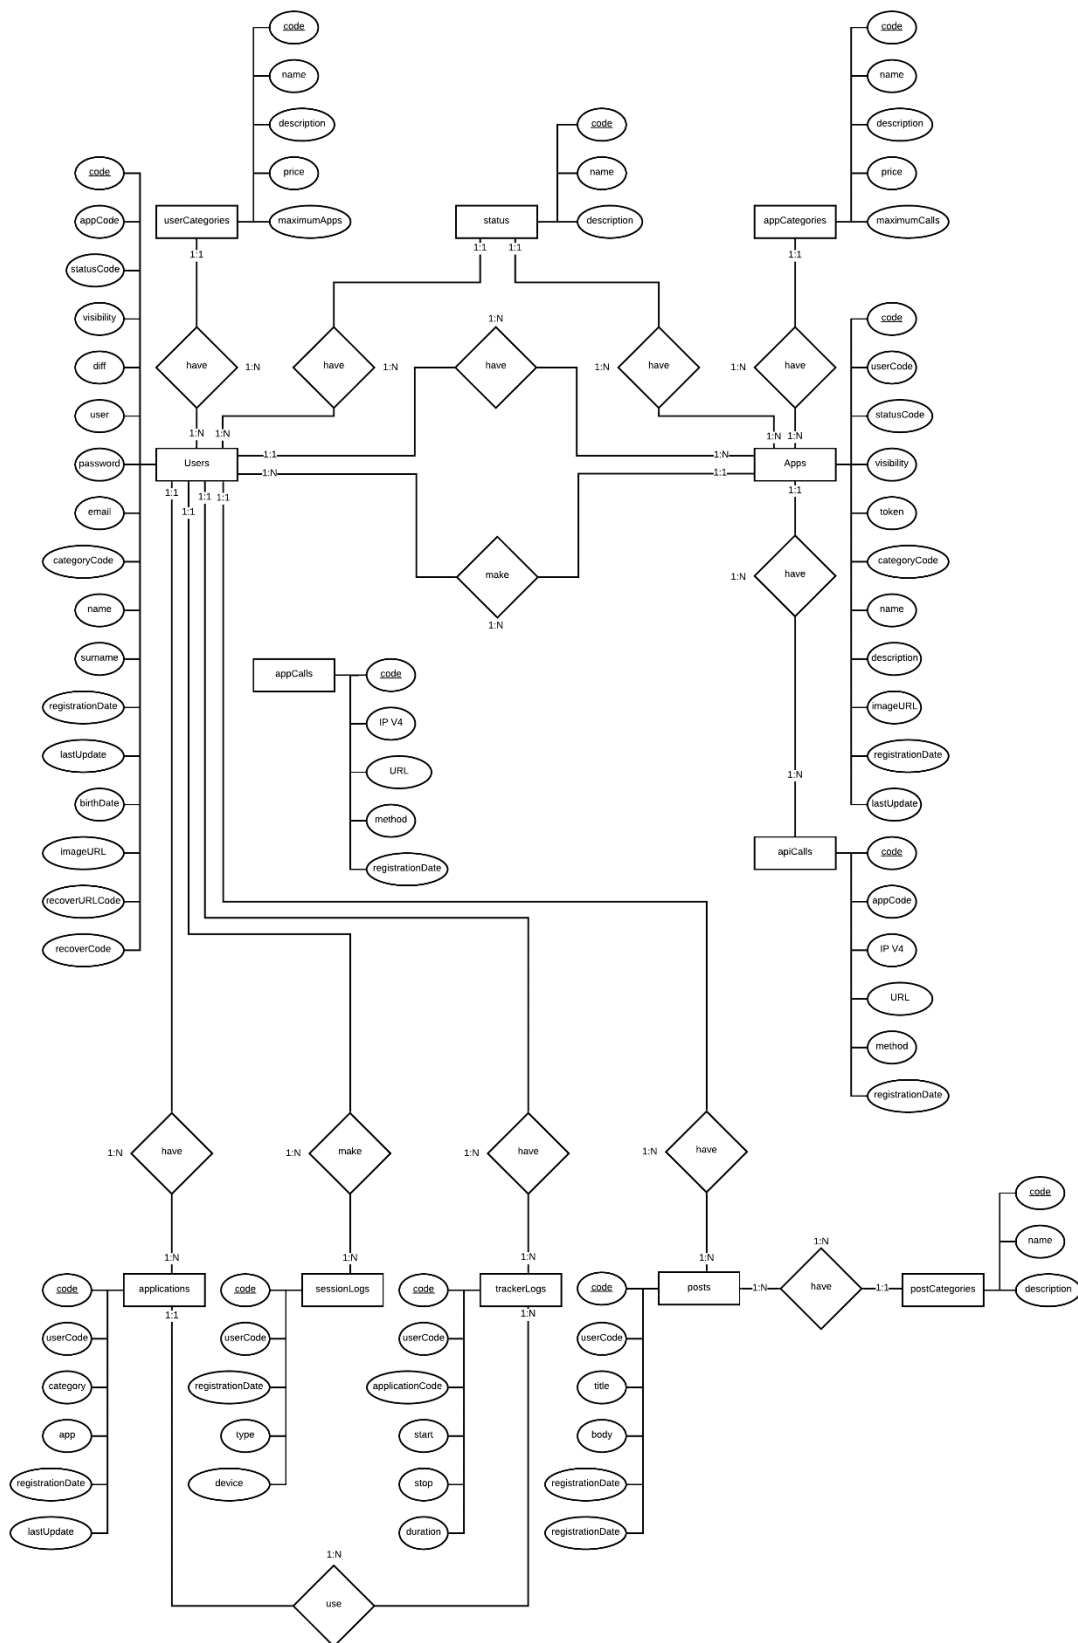 code
name
description
price
userCategories
maximumApps
1:1
code
name
status
description
1:1
1:1
code
name
description
price
appCategories
maximumCalls
1:1
code
appCode
statusCode
visibility
diff
user
password
email
categoryCode
name
surname
registrationDate
lastUpdate
birthDate
imageURL
recoverURLCode
recoverCode
have
1:N
have
1:N
1:N
have
1:N
have
1:N
have
1:N
1:N
1:N
1:N
Users
1:1
1:N
1:N
1:1
Apps
1:1
1:1
1:1
1:1
1:1
make
1:N
1:N
have
code
userCode
statusCode
visibility
token
categoryCode
name
description
imageURL
registrationDate
lastUpdate
appCalls
code
IP V4
URL
method
registrationDate
1:N
apiCalls
code
appCode
IP V4
URL
method
registrationDate
1:N
have
1:N
make
1:N
have
1:N
have
1:N
1:N
1:N
1:N
code
applications
1:1
userCode
category
app
registrationDate
lastUpdate
code
sessionLogs
userCode
registrationDate
type
device
code
trackerLogs
1:N
userCode
applicationCode
start
stop
duration
code
posts
userCode
title
body
registrationDate
registrationDate
1:N
1:N
have
1:1
postCategories
code
name
description
1:N
use